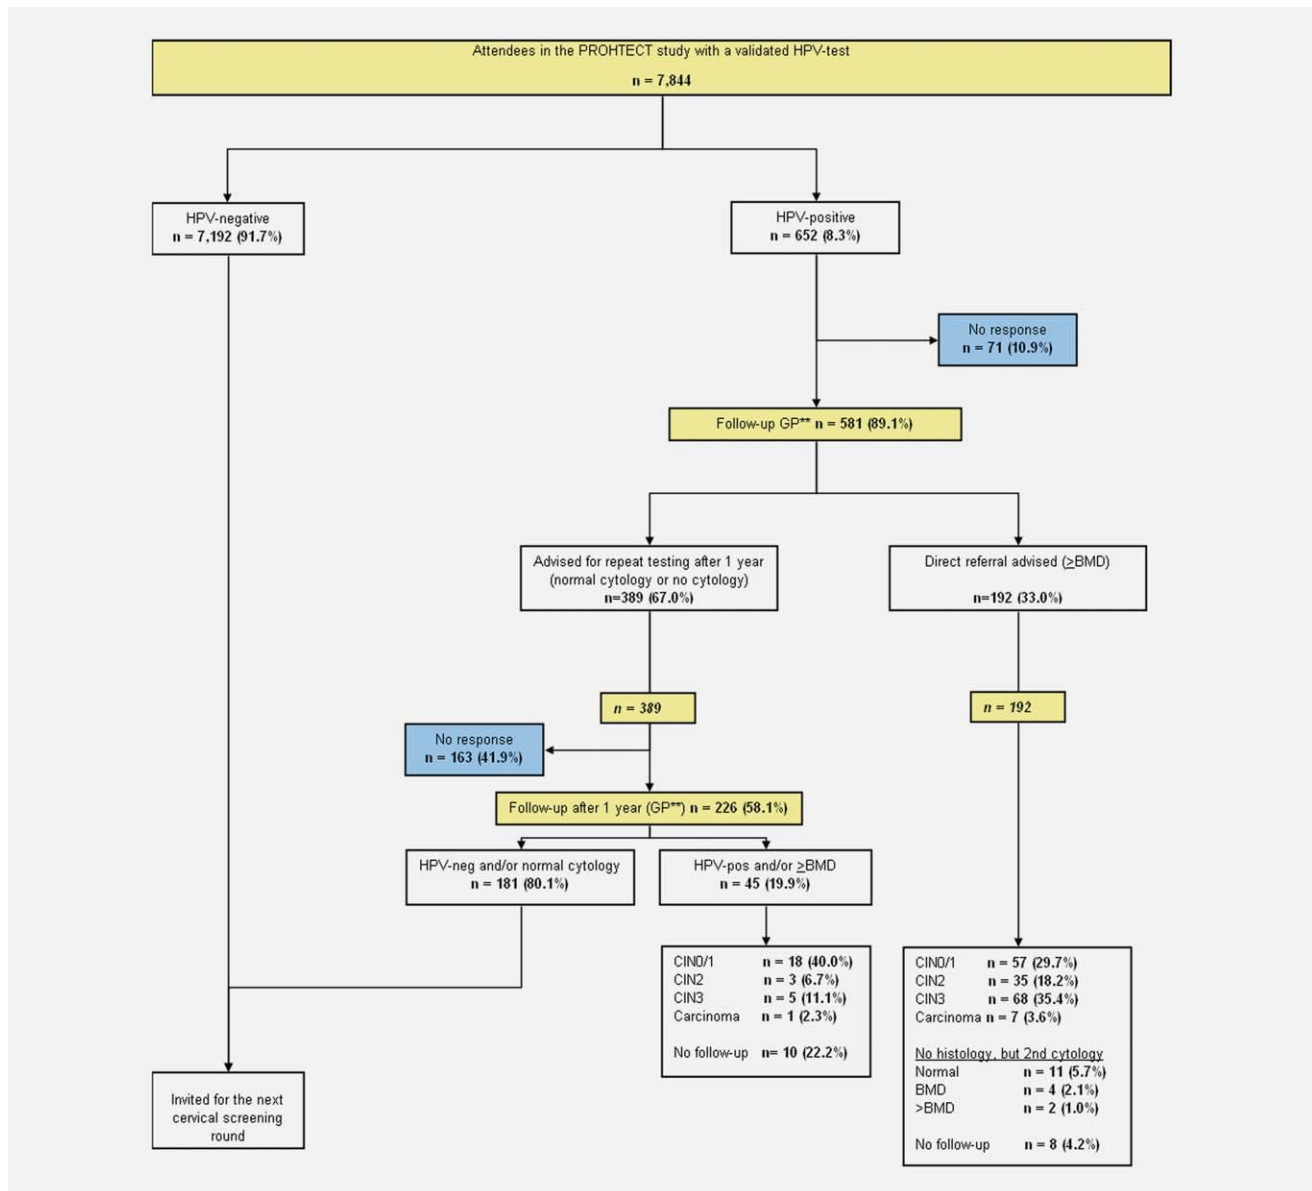 Attendees in the PROHTECT study with a validated HPV-test
n = 7,844
HPV-negative
n = 7,192 (91.7%)
HPV-positive
n = 652 (8.3%)
No response
n = 71 (10.9%)
Follow-up GP** n = 581 (89.1%)
Advised for repeat testing after 1 year
(normal cytology or no cytology)
n=389 (67.0%)
Direct referral advised (≥BMD)
n=192 (33.0%)
n = 389
n = 192
No response
n = 163 (41.9%)
Follow-up after 1 year (GP**) n = 226 (58.1%)
HPV-neg and/or normal cytology
n = 181 (80.1%)
HPV-pos and/or ≥BMD
n = 45 (19.9%)
CIN0/1 n = 18 (40.0%)
CIN2 n = 3 (6.7%)
CIN3 n = 5 (11.1%)
Carcinoma n = 1 (2.3%)
No follow-up n= 10 (22.2%)
CIN0/1 n = 57 (29.7%)
CIN2 n = 35 (18.2%)
CIN3 n = 68 (35.4%)
Carcinoma n = 7 (3.6%)
No histology, but 2nd cytology
Normal n = 11 (5.7%)
BMD n = 4 (2.1%)
>BMD n = 2 (1.0%)
No follow-up n = 8 (4.2%)
Invited for the next
cervical screening
round